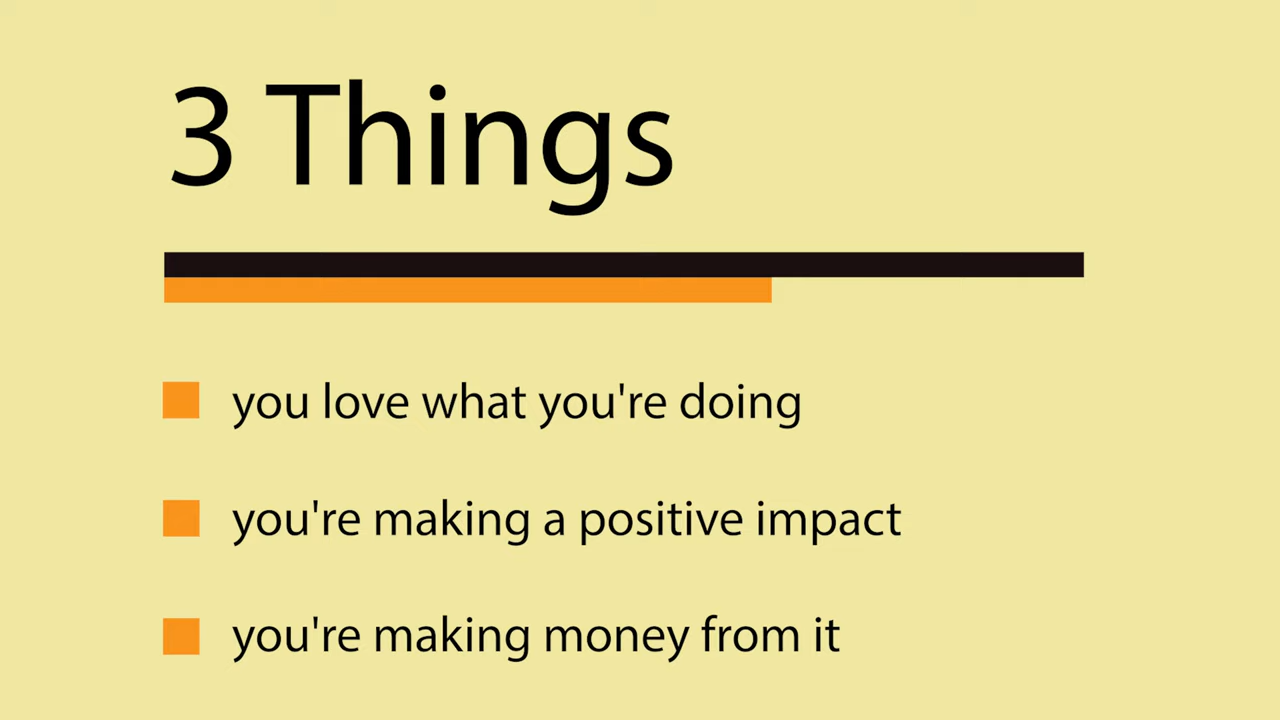 3 Things
you love what you're doing
you're making a positive impact
you're making money from it